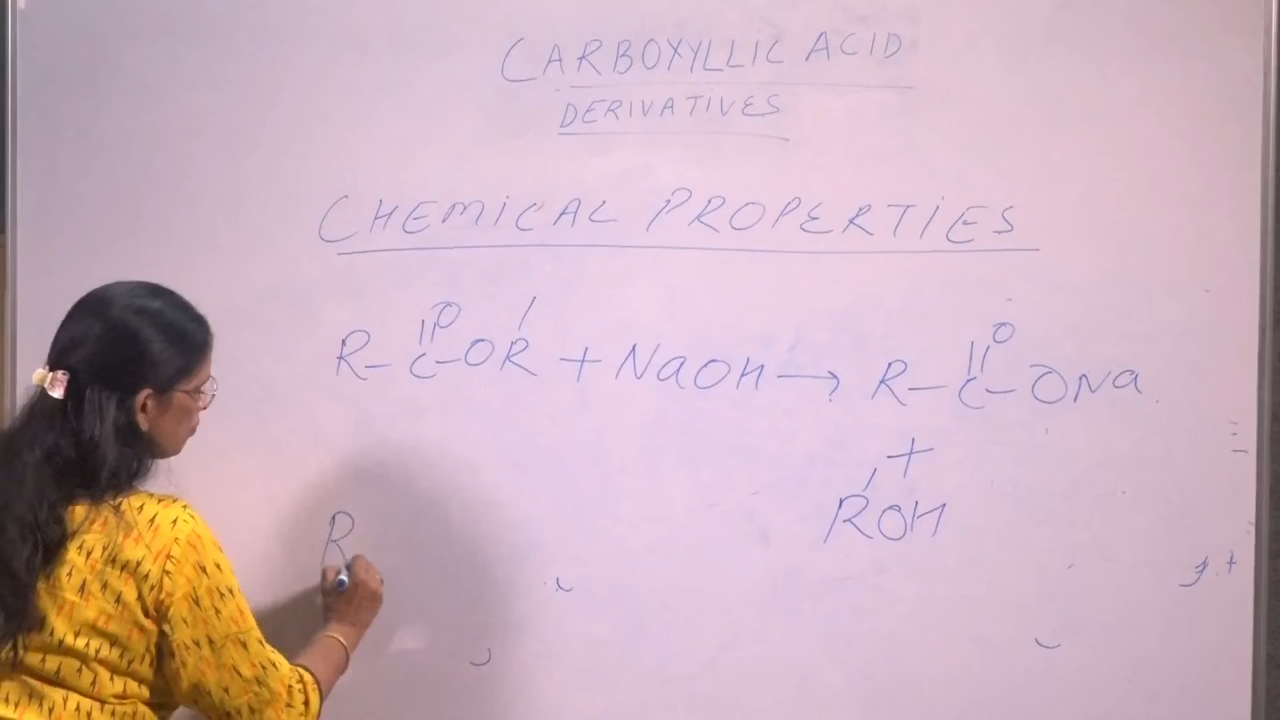 CARBOXYLLIC ACID
DERIVATIVES
CHEMICAL PROPERTIES
O O
R-C-OR' + NaOH → R-C-ONa
+
R'OH
R